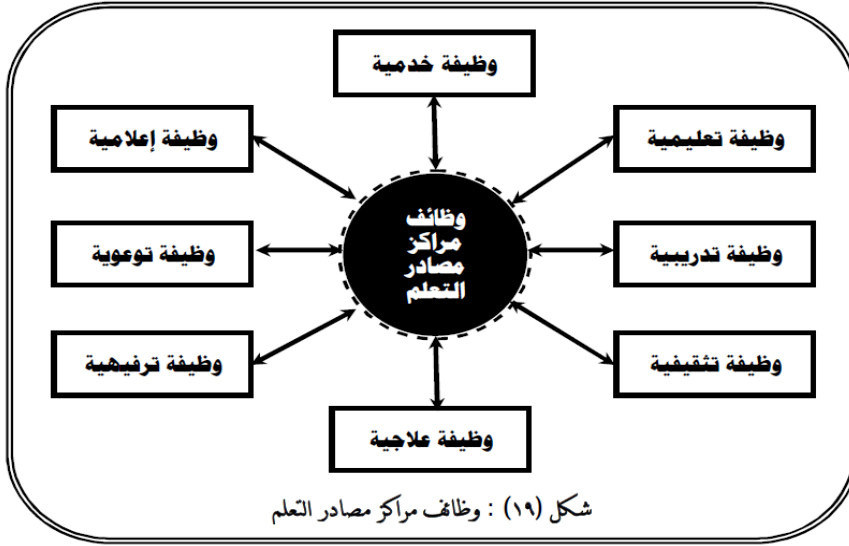 وظيفة خدمية
وظيفة تعليمية
وظيفة إعلامية
وظائف
مراكز
مصادر
التعلم
وظيفة تدريبية
وظيفة توعوية
وظيفة تثقيفية
وظيفة ترفيهية
وظيفة علاجية
شكل (١٩) : وظائف مراكز مصادر التعلم